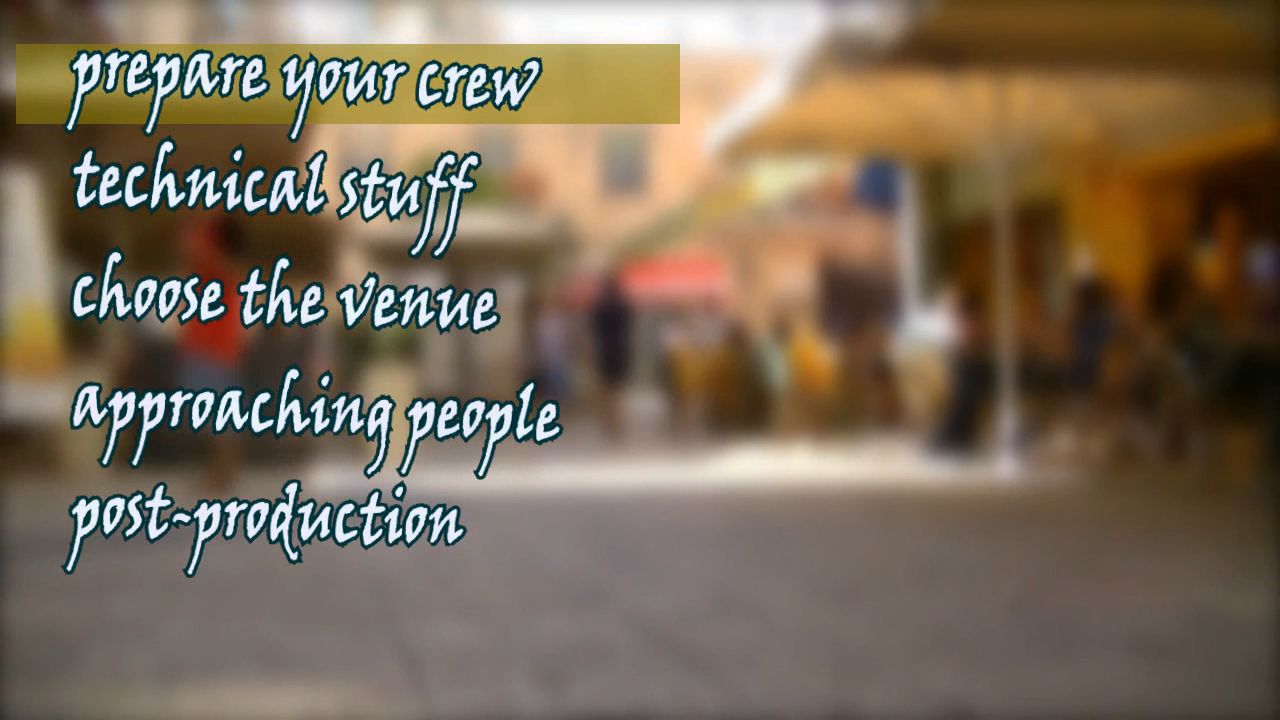 prepare your crew
technical stuff
choose the venue
approaching people
post-production